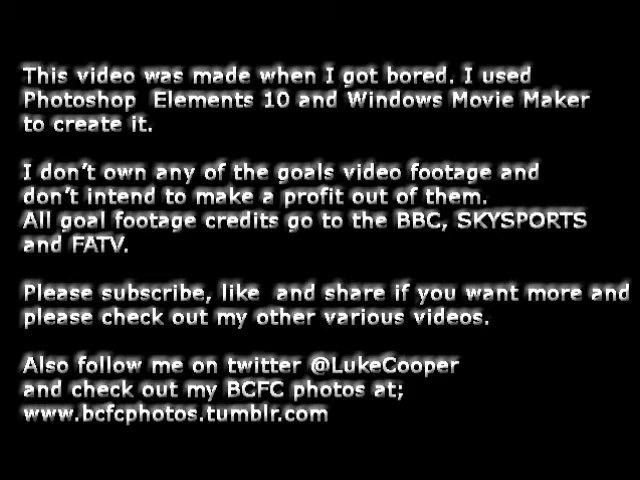 This video was made when I got bored. I used
Photoshop  Elements 10 and Windows Movie Maker
to create it.
I don't own any of the goals video footage and
don't intend to make a profit out of them.
All goal footage credits go to the BBC, SKYSPORTS
and FATV.
Please subscribe, like  and share if you want more and
please check out my other various videos.
Also follow me on twitter @LukeCooper
and check out my BCFC photos at;
www.bcfcphotos.tumblr.com